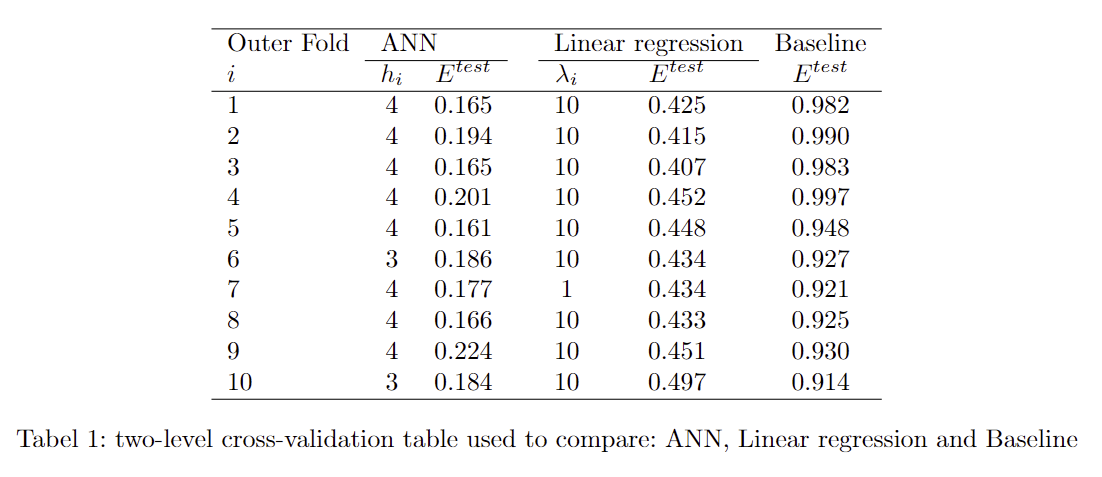 Outer Fold ANN Linear regression Baseline
i hᵢ Eᵗᵉˢᵗ λᵢ Eᵗᵉˢᵗ Eᵗᵉˢᵗ
1 4 0.165 10 0.425 0.982
2 4 0.194 10 0.415 0.990
3 4 0.165 10 0.407 0.983
4 4 0.201 10 0.452 0.997
5 4 0.161 10 0.448 0.948
6 3 0.186 10 0.434 0.927
7 4 0.177 1 0.434 0.921
8 4 0.166 10 0.433 0.925
9 4 0.224 10 0.451 0.930
10 3 0.184 10 0.497 0.914
Tabel 1: two-level cross-validation table used to compare: ANN, Linear regression and Baseline